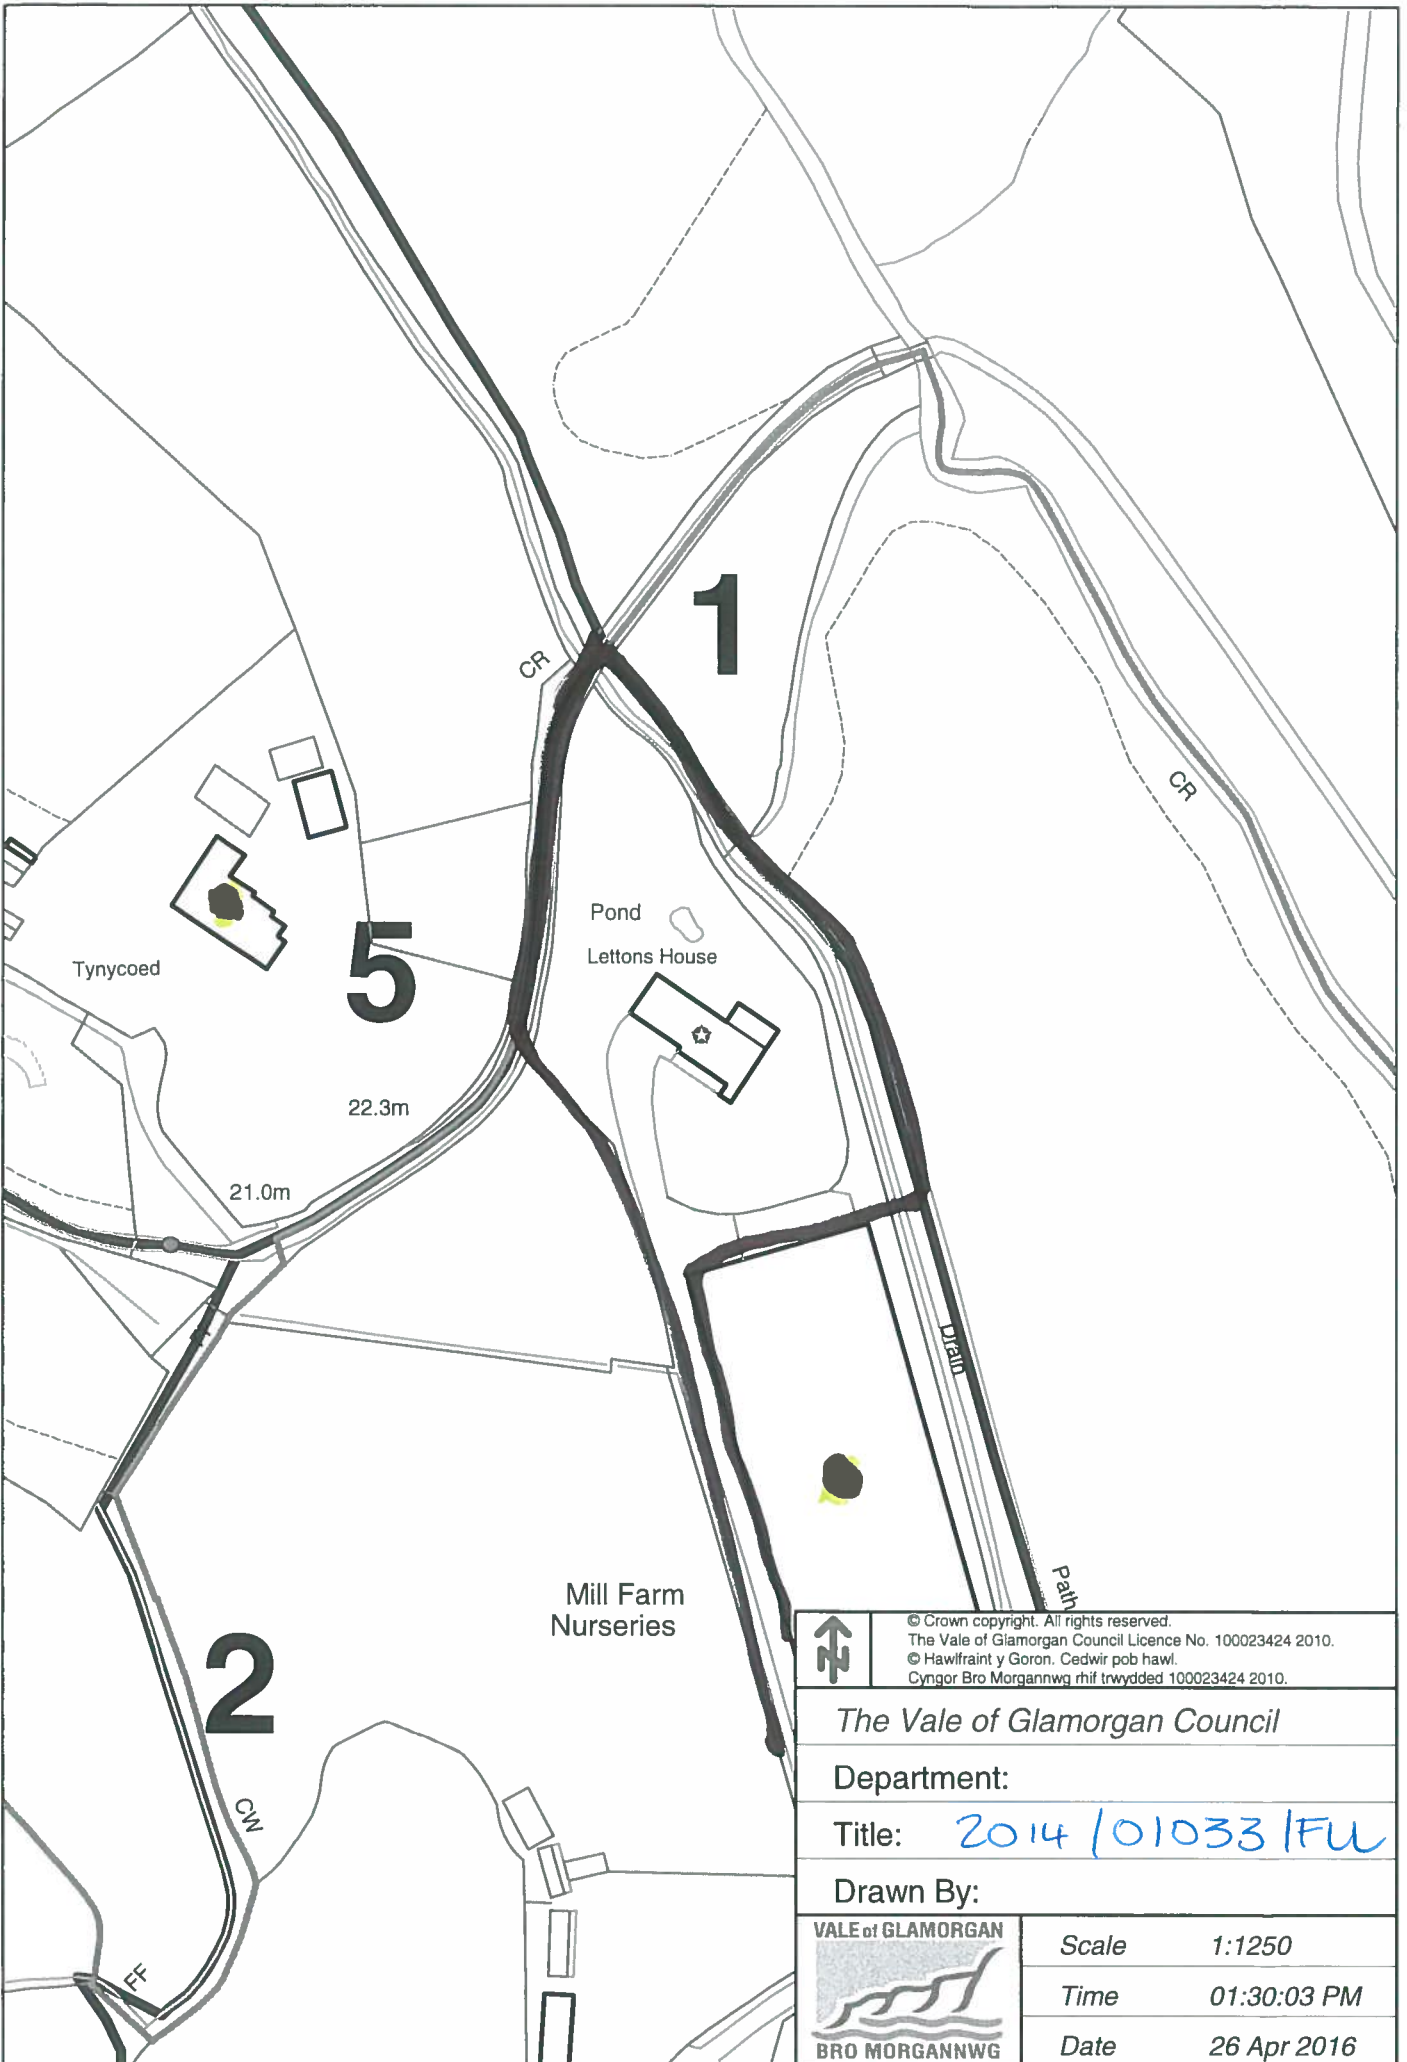 1
CR
CR
Pond
Lettons House
Tynycoed
5
22.3m
21.0m
Drain
Path
Mill Farm
Nurseries
2
CW
FF
© Crown copyright. All rights reserved.
The Vale of Glamorgan Council Licence No. 100023424 2010.
© Hawlfraint y Goron. Cedwir pob hawl.
Cyngor Bro Morgannwg rhif trwydded 100023424 2010.
N
The Vale of Glamorgan Council
Department:
Title: 2014/01033/FUL
Drawn By:
VALE of GLAMORGAN
BRO MORGANNWG
Scale 1:1250
Time 01:30:03 PM
Date 26 Apr 2016